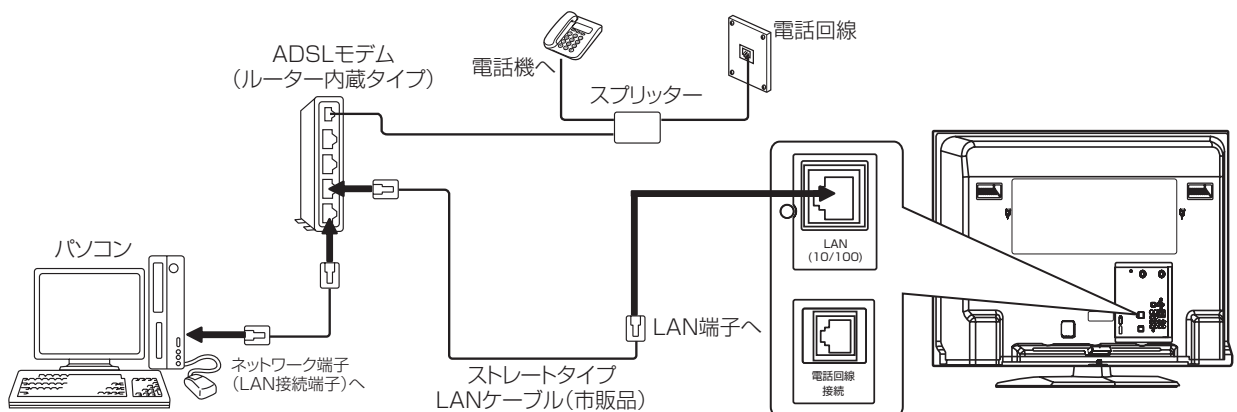 電話回線
ADSLモデム
(ルーター内蔵タイプ)
電話機へ
スプリッター
パソコン
LAN
(10/100)
LAN端子へ
ネットワーク端子
(LAN接続端子)へ
ストレートタイプ
LANケーブル(市販品)
電話回線
接続